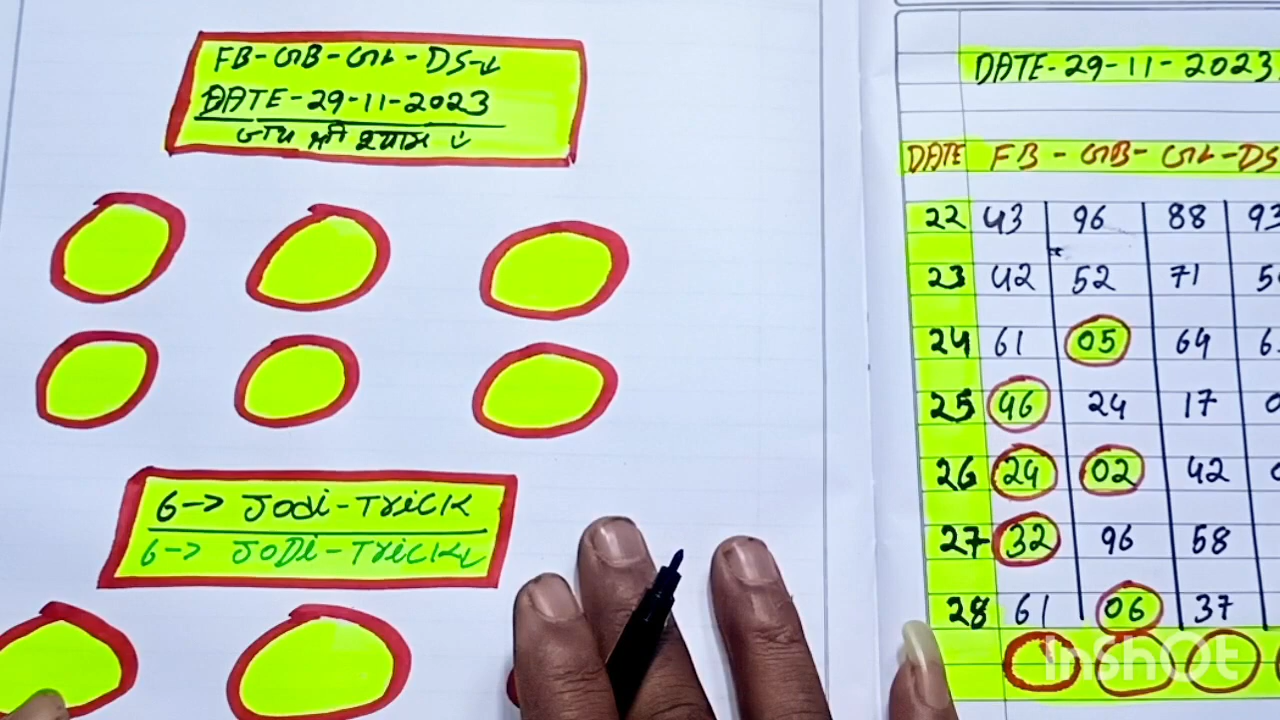 FB-GB-GL-DS↓
DATE-29-11-2023
जय श्री श्याम ↓
6-> Jodi-Trick
6-> JoDi-Trick↓
DATE-29-11-2023
DATE FB-GB-GL-DS
22 43 96 88 93
23 42 52 71
24 61 05 64
25 46 24 17
26 24 02 42
27 32 96 58
28 61 06 37
InShOt